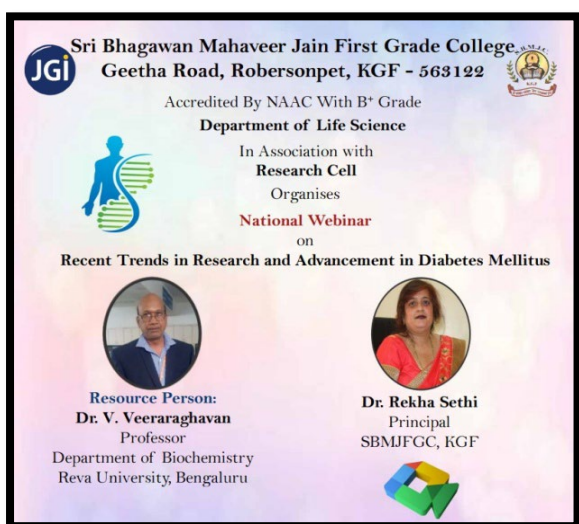 JGi
Sri Bhagawan Mahaveer Jain First Grade College
Geetha Road, Robersonpet, KGF - 563122
S.B.M.J.C.
Accredited By NAAC With B⁺ Grade
Department of Life Science
In Association with
Research Cell
Organises
National Webinar
on
Recent Trends in Research and Advancement in Diabetes Mellitus
Resource Person:
Dr. V. Veeraraghavan
Professor
Department of Biochemistry
Reva University, Bengaluru
Dr. Rekha Sethi
Principal
SBMJFGC, KGF